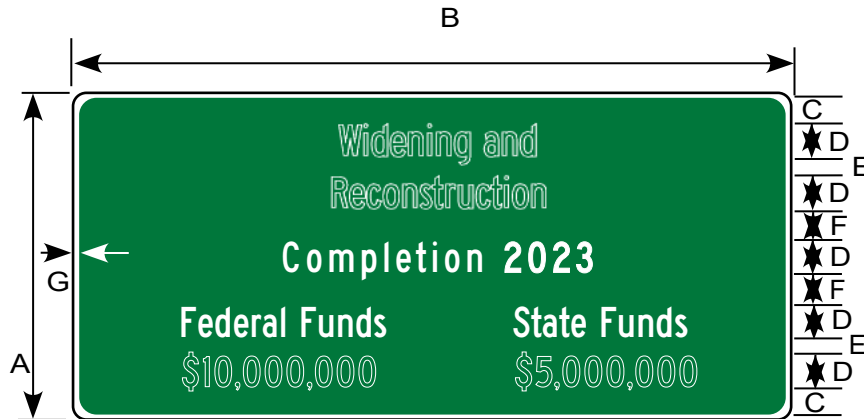 B
Widening and
Reconstruction
Completion 2023
Federal Funds State Funds
$10,000,000 $5,000,000
A
G
C
D
E
D
F
D
F
D
E
D
C